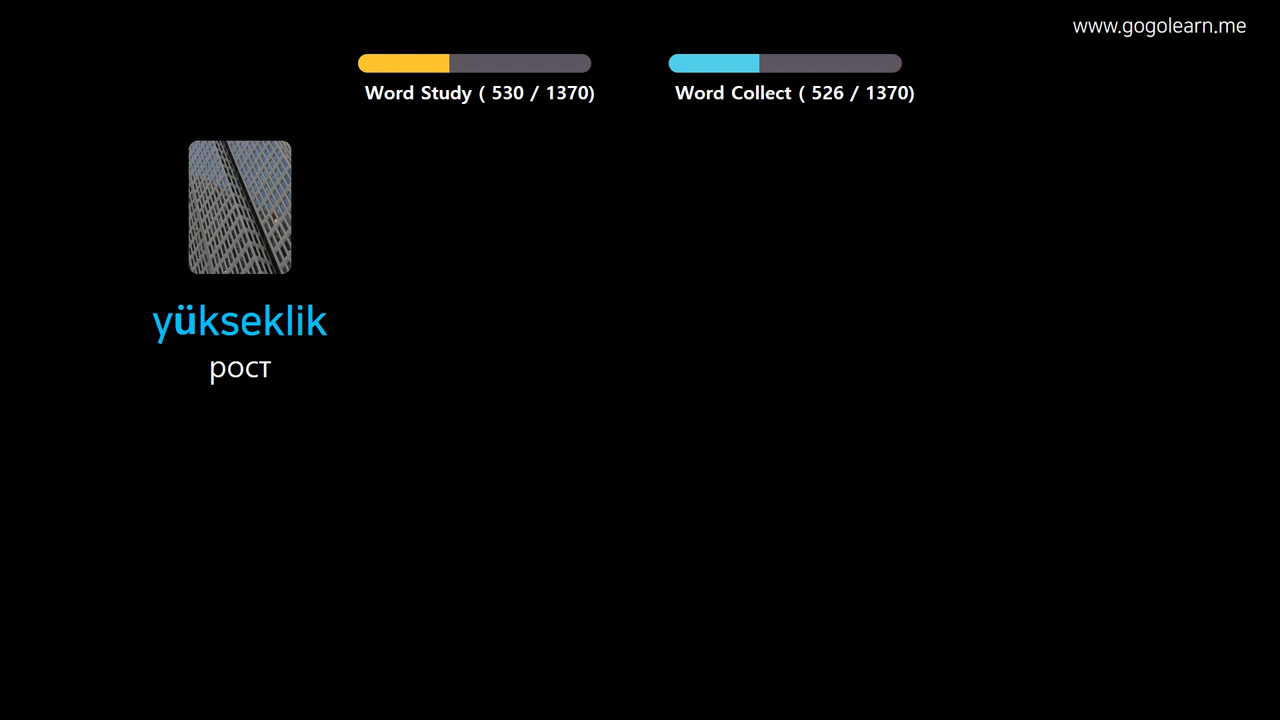 www.gogolearn.me
Word Study ( 530 / 1370)
Word Collect ( 526 / 1370)
yükseklik
рост